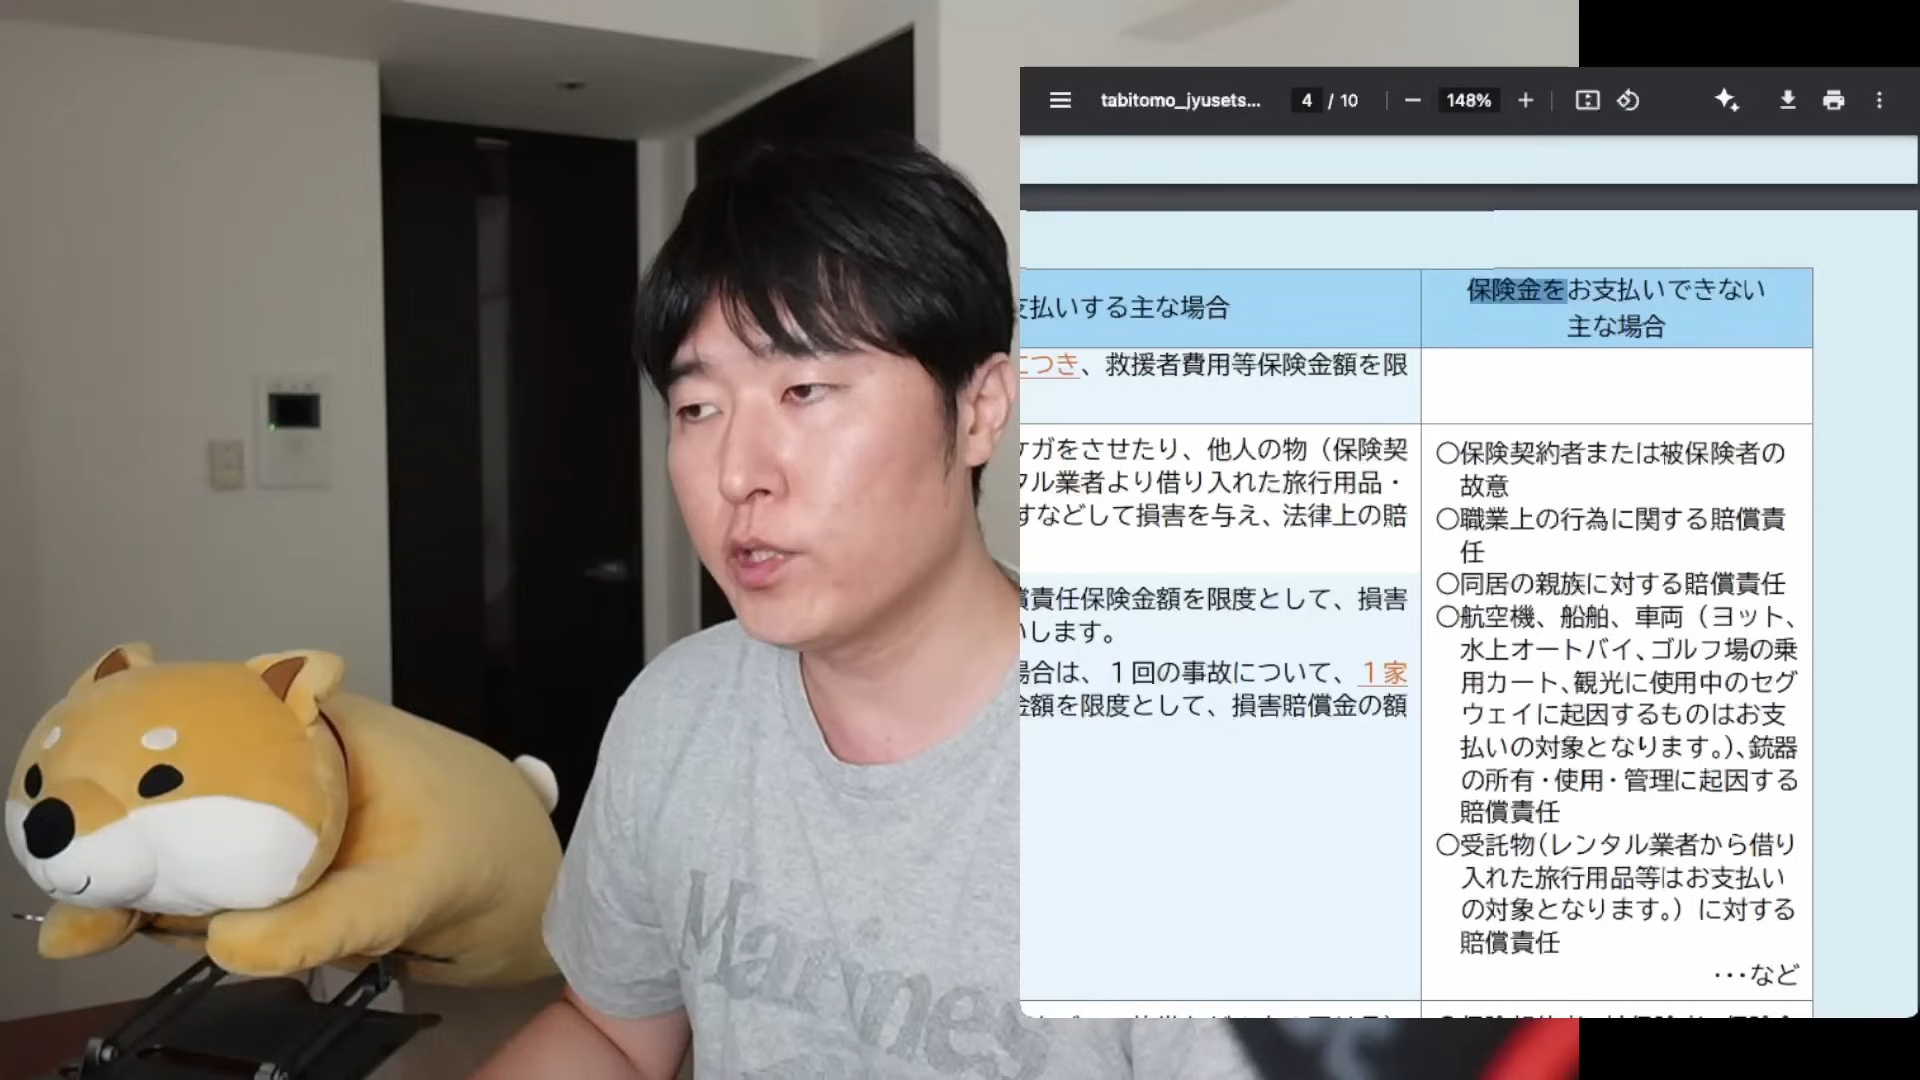 tabitomo_jyusets...
4 / 10
148%
支払いする主な場合
保険金をお支払いできない
主な場合
につき、救援者費用等保険金額を限
ケガをさせたり、他人の物（保険契
タル業者より借り入れた旅行用品・
すなどして損害を与え、法律上の賠
償責任保険金額を限度として、損害
いします。
場合は、１回の事故について、１家
金額を限度として、損害賠償金の額
○保険契約者または被保険者の
故意
○職業上の行為に関する賠償責
任
○同居の親族に対する賠償責任
○航空機、船舶、車両（ヨット、
水上オートバイ、ゴルフ場の乗
用カート、観光に使用中のセグ
ウェイに起因するものはお支
払いの対象となります。）、銃器
の所有・使用・管理に起因する
賠償責任
○受託物（レンタル業者から借り
入れた旅行用品等はお支払い
の対象となります。）に対する
賠償責任
…など
Marines